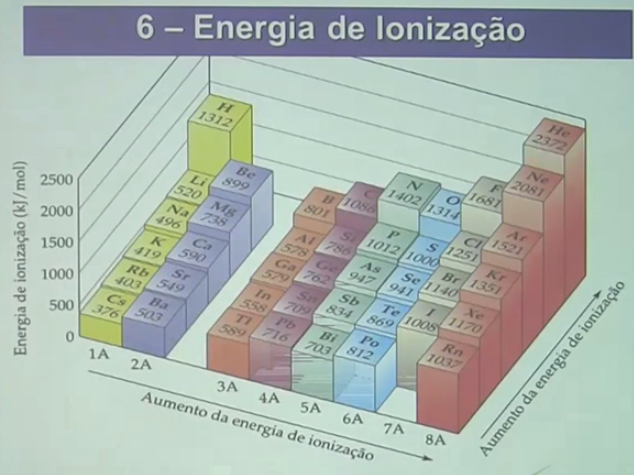 6 – Energia de Ionização
Energia de ionização (kJ/mol)
2500
2000
1500
1000
500
0
H
1312
Li
520
Na
496
K
419
Rb
403
Cs
376
Be
899
Mg
738
Ca
590
Sr
549
Ba
503
B
801
Al
578
Ga
579
In
558
Tl
589
C
1086
Si
786
Ge
762
Sn
709
Pb
716
N
1402
P
1012
As
947
Sb
834
Bi
703
O
1314
S
1000
Se
941
Te
869
Po
812
F
1681
Cl
1251
Br
1140
I
1008
He
2372
Ne
2081
Ar
1521
Kr
1351
Xe
1170
Rn
1037
1A
2A
3A
4A
5A
6A
7A
8A
Aumento da energia de ionização
Aumento da energia de ionização